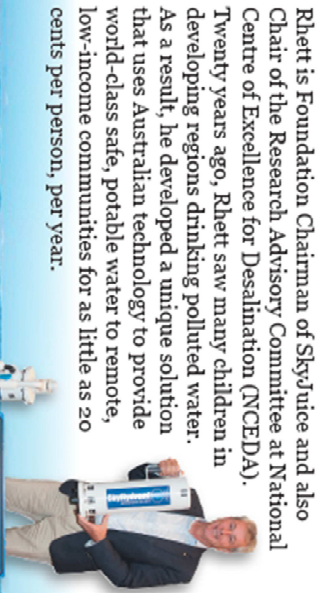 Rhett is Foundation Chairman of SkyJuice and also
Chair of the Research Advisory Committee at National
Centre of Excellence for Desalination (NCEDA).
Twenty years ago, Rhett saw many children in
developing regions drinking polluted water.
As a result, he developed a unique solution
that uses Australian technology to provide
world-class safe, potable water to remote,
low-income communities for as little as 20
cents per person, per year.
SkyHydrant